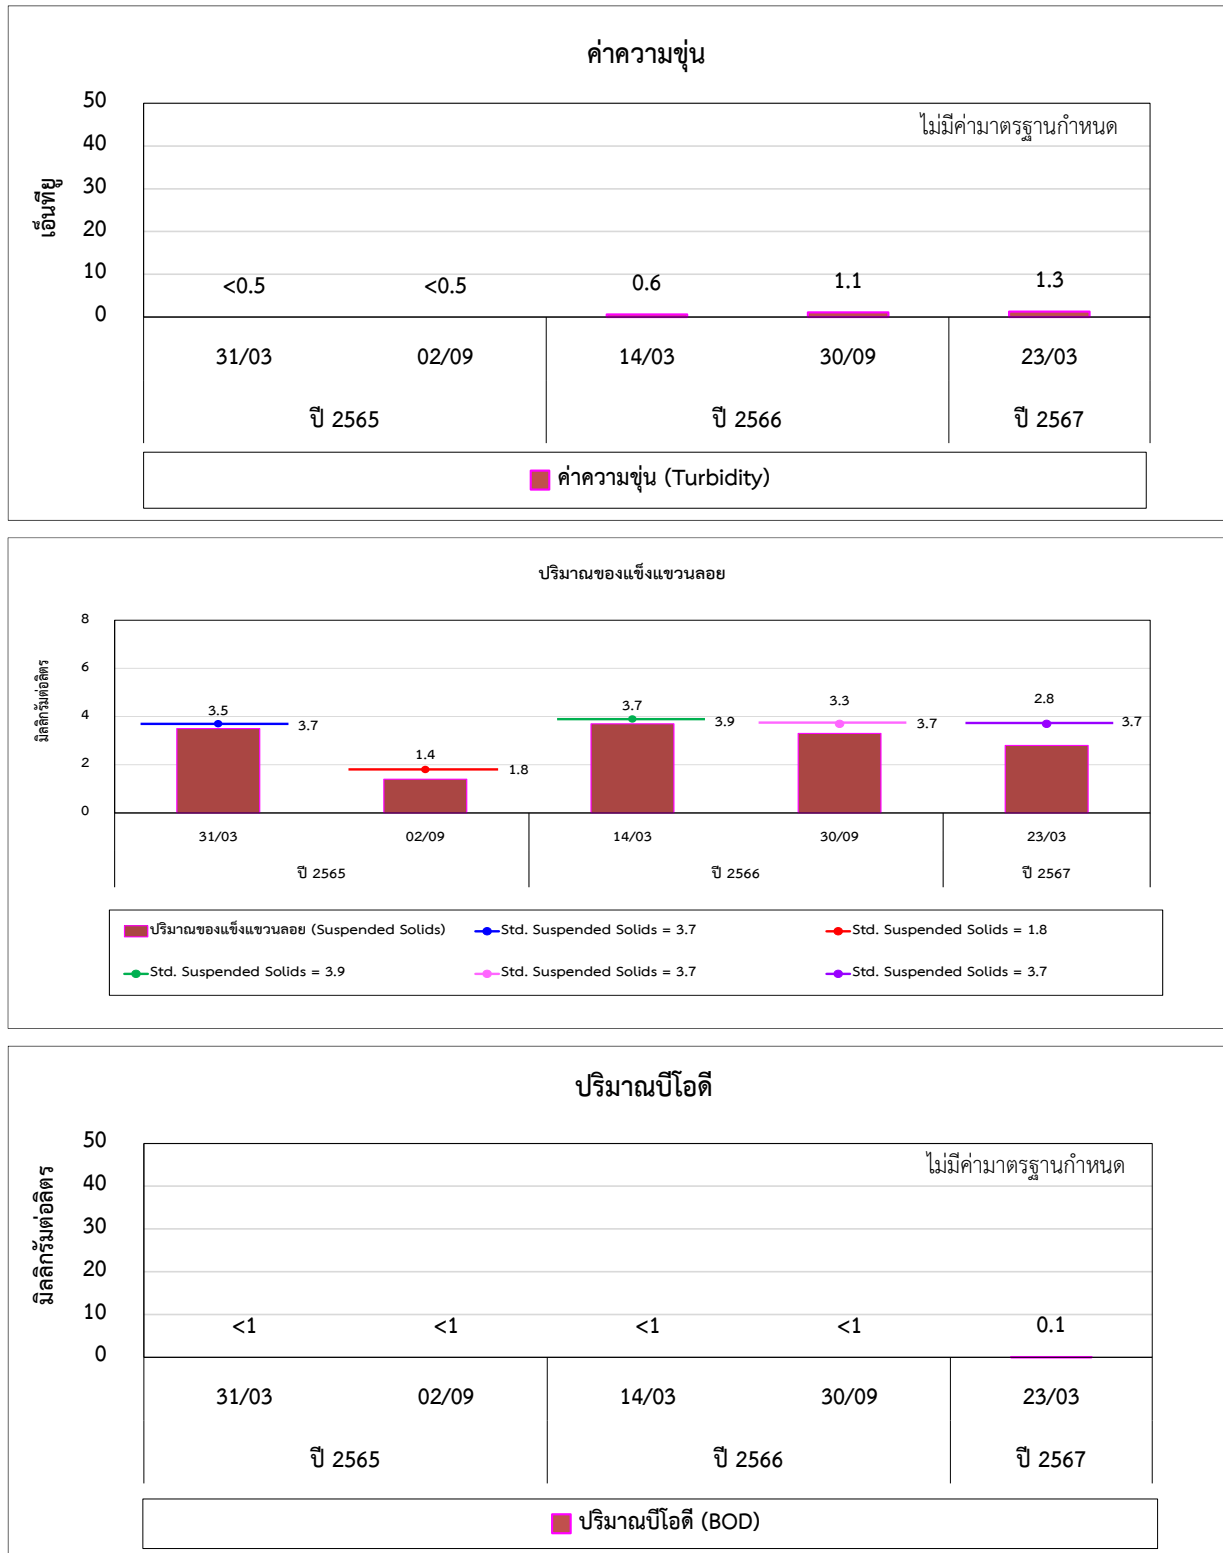 ค่าความขุ่น
เอ็นทียู
50
ไม่มีค่ามาตรฐานกำหนด
40
30
20
10
0
<0.5 <0.5 0.6 1.1 1.3
31/03 02/09 14/03 30/09 23/03
ปี 2565 ปี 2566 ปี 2567
ค่าความขุ่น (Turbidity)
ปริมาณของแข็งแขวนลอย
มิลลิกรัมต่อลิตร
8
6
4
2
0
3.5 3.7 1.4 1.8 3.7 3.9 3.3 3.7 2.8 3.7
31/03 02/09 14/03 30/09 23/03
ปี 2565 ปี 2566 ปี 2567
ปริมาณของแข็งแขวนลอย (Suspended Solids) Std. Suspended Solids = 3.7 Std. Suspended Solids = 1.8
Std. Suspended Solids = 3.9 Std. Suspended Solids = 3.7 Std. Suspended Solids = 3.7
ปริมาณบีโอดี
มิลลิกรัมต่อลิตร
50
ไม่มีค่ามาตรฐานกำหนด
40
30
20
10
0
<1 <1 <1 <1 0.1
31/03 02/09 14/03 30/09 23/03
ปี 2565 ปี 2566 ปี 2567
ปริมาณบีโอดี (BOD)